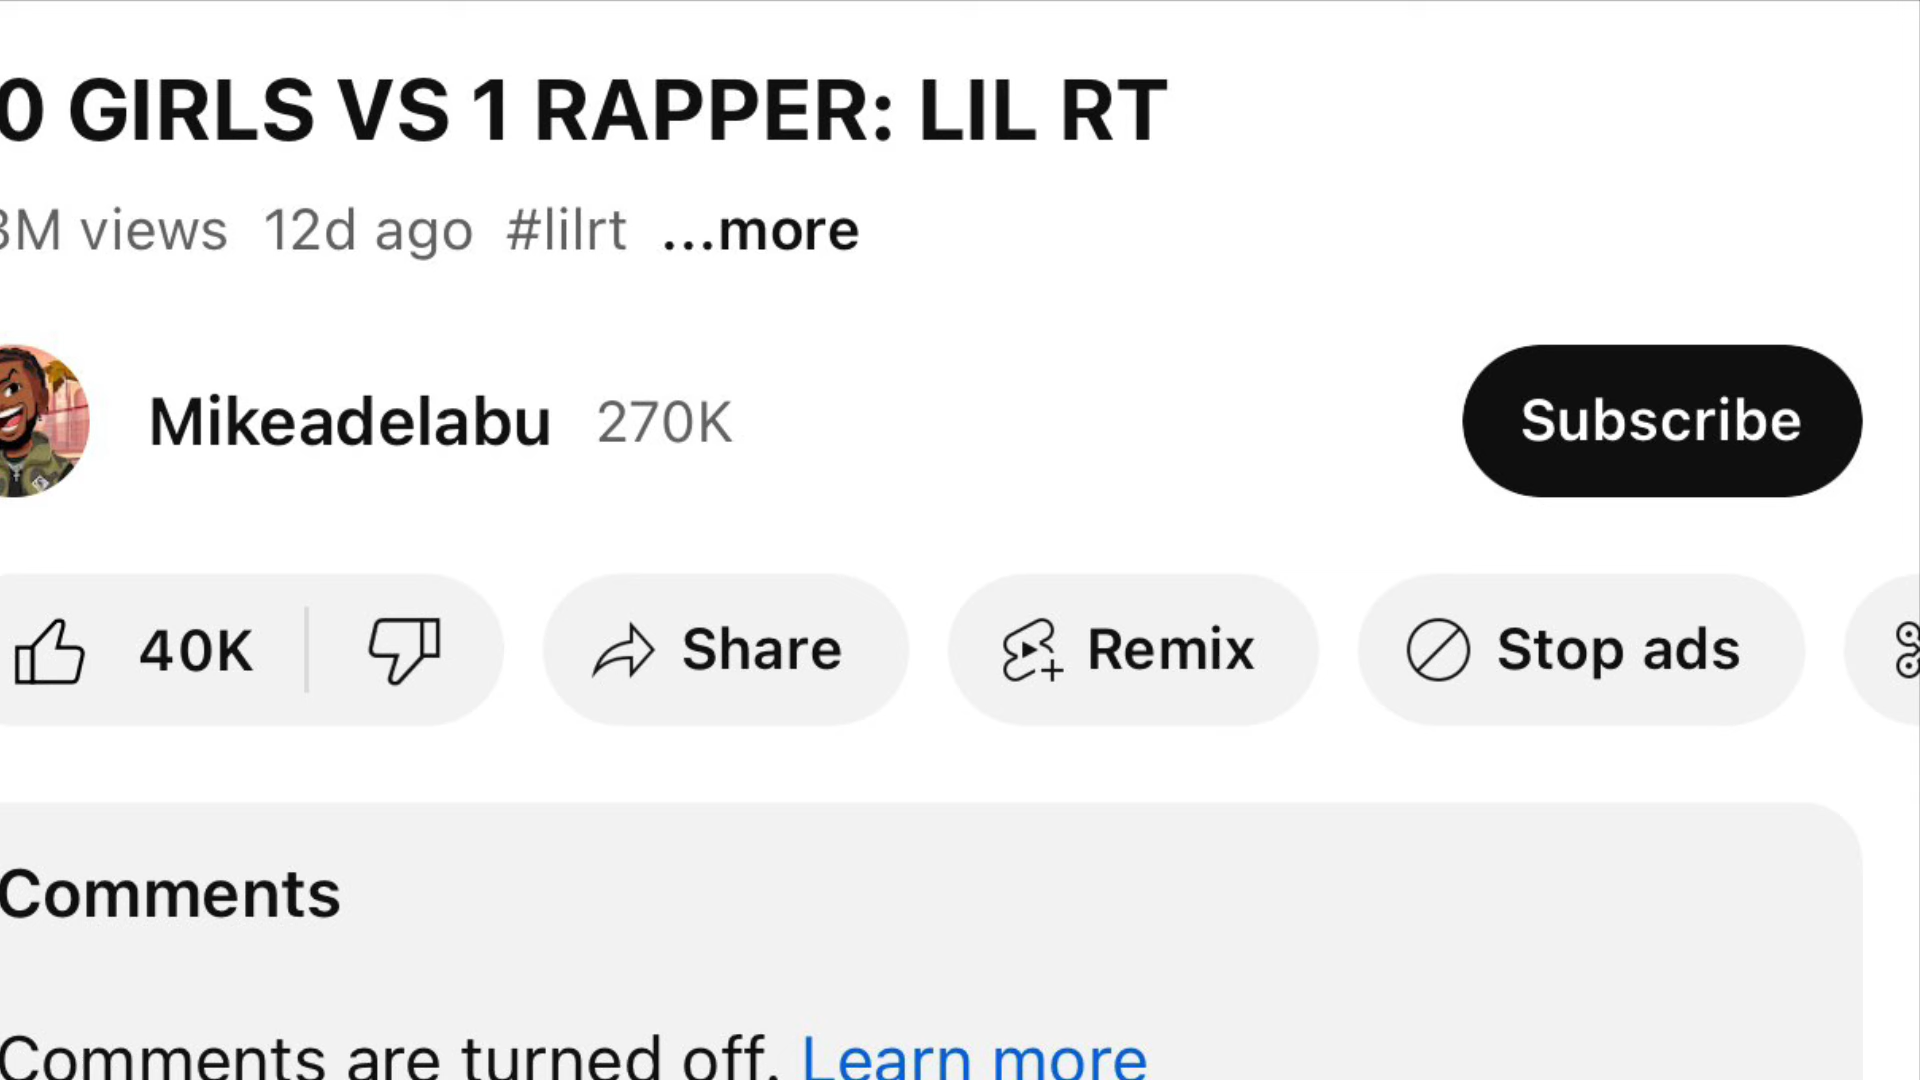 0 GIRLS VS 1 RAPPER: LIL RT
3M views 12d ago #lilrt ...more
Mikeadelabu 270K
Subscribe
40K
Share
Remix
Stop ads
Comments
Comments are turned off. Learn more